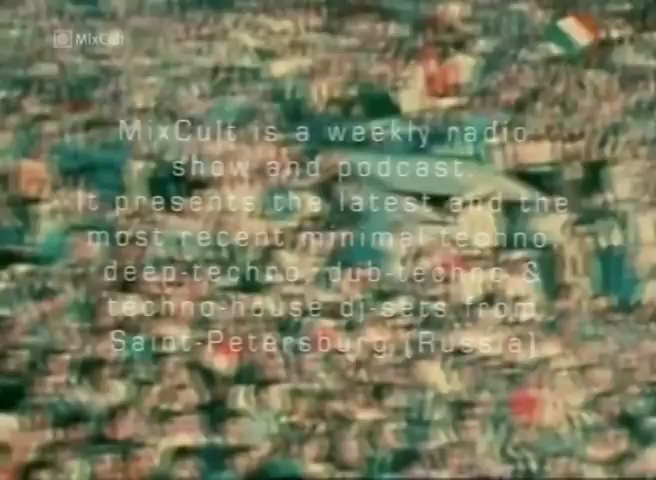 MixCult
MixCult is a weekly radio
show and podcast.
It presents the latest and the
most recent minimal-techno,
deep-techno, dub-techno &
techno-house dj-sets from
Saint-Petersburg (Russia)